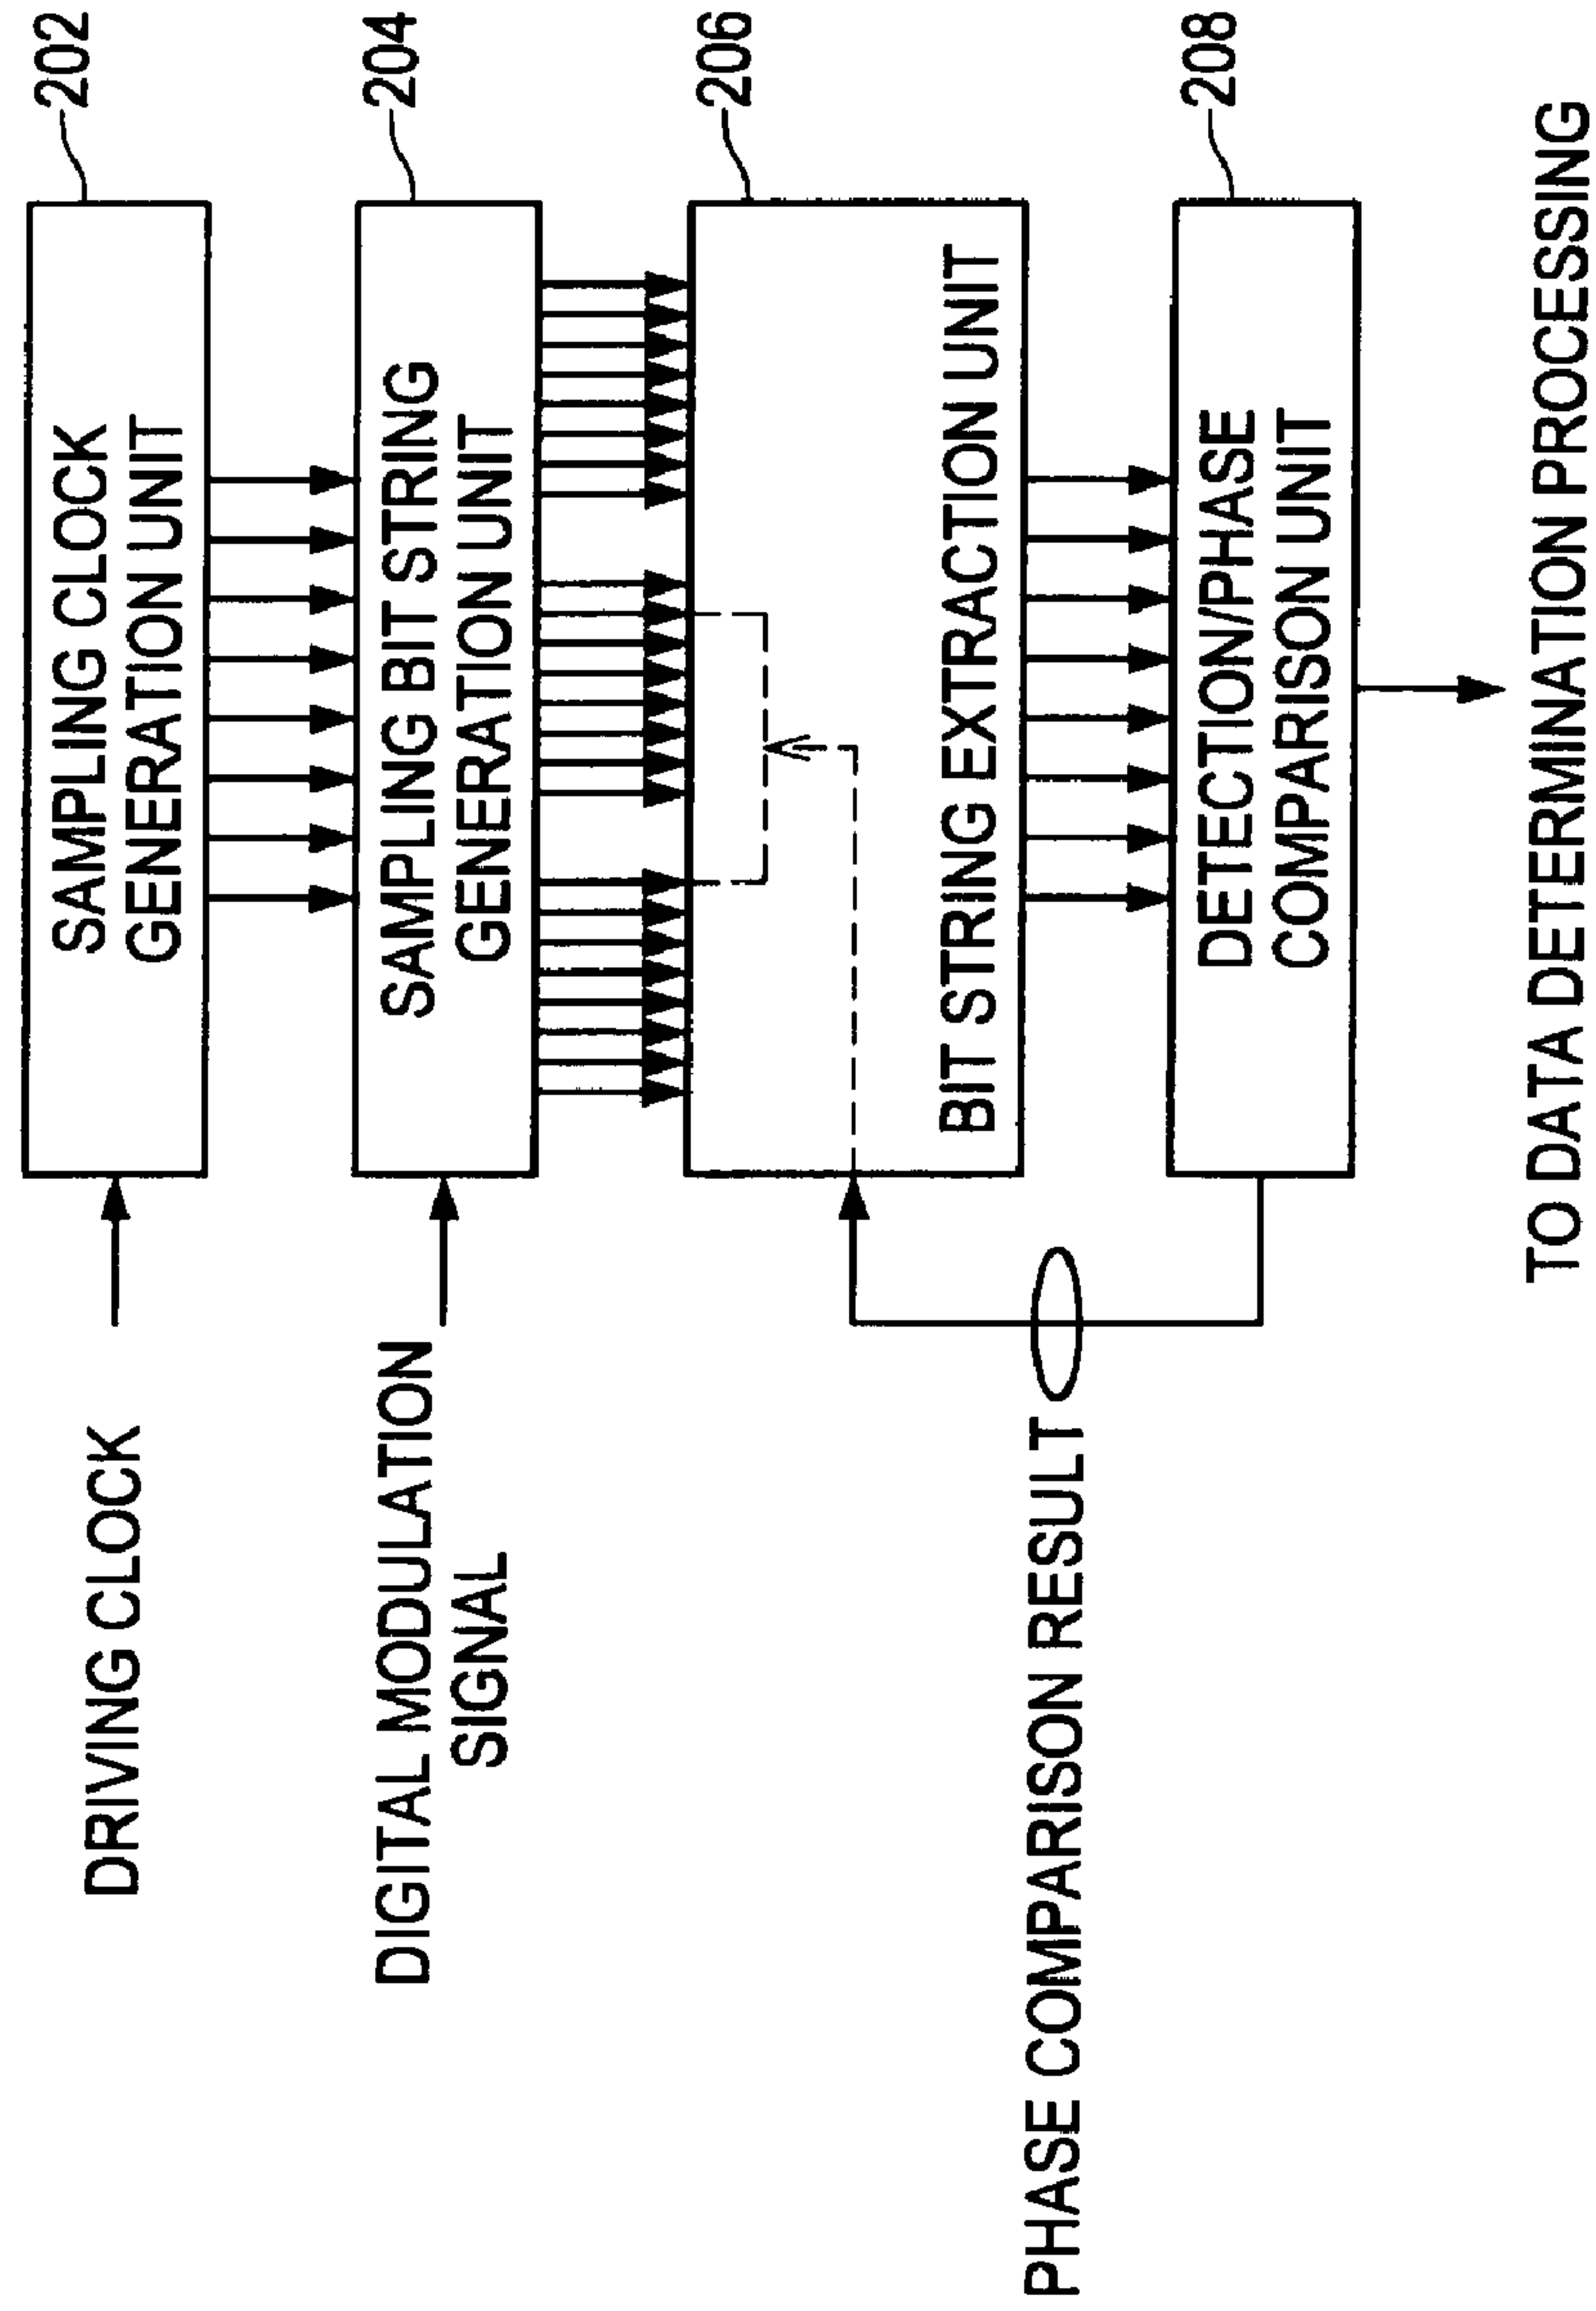 DRIVING CLOCK
SAMPLING CLOCK
GENERATION UNIT
202
DIGITAL MODULATION
SIGNAL
SAMPLING BIT STRING
GENERATION UNIT
204
BIT STRING EXTRACTION UNIT
206
PHASE COMPARISON RESULT
DETECTION/PHASE
COMPARISON UNIT
208
TO DATA DETERMINATION PROCESSING